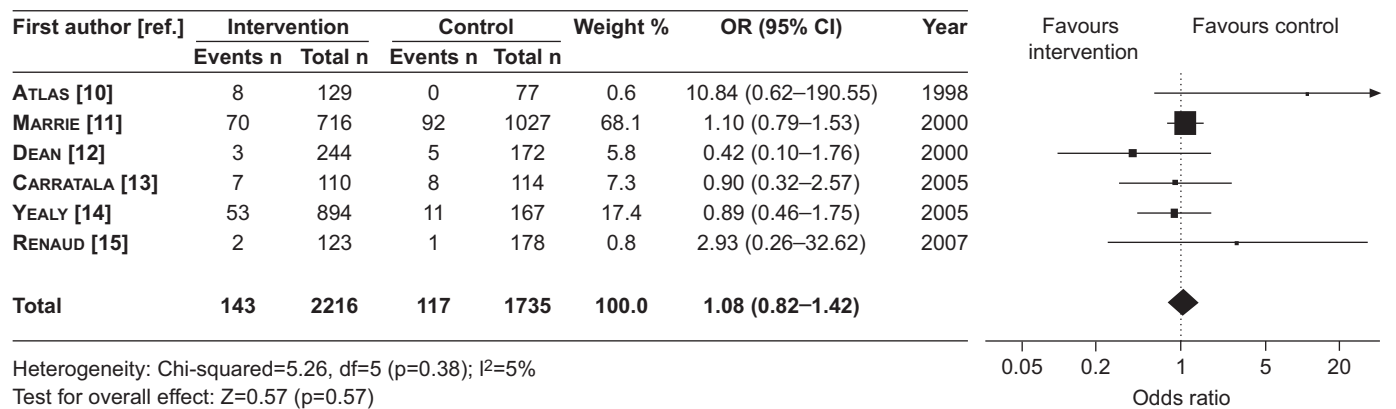 First author [ref.] Intervention Control Weight % OR (95% CI) Year Favours intervention Favours control
Events n Total n Events n Total n
ATLAS [10] 8 129 0 77 0.6 10.84 (0.62–190.55) 1998
MARRIE [11] 70 716 92 1027 68.1 1.10 (0.79–1.53) 2000
DEAN [12] 3 244 5 172 5.8 0.42 (0.10–1.76) 2000
CARRATALA [13] 7 110 8 114 7.3 0.90 (0.32–2.57) 2005
YEALY [14] 53 894 11 167 17.4 0.89 (0.46–1.75) 2005
RENAUD [15] 2 123 1 178 0.8 2.93 (0.26–32.62) 2007
Total 143 2216 117 1735 100.0 1.08 (0.82–1.42)
Heterogeneity: Chi-squared=5.26, df=5 (p=0.38); I²=5%
Test for overall effect: Z=0.57 (p=0.57)
0.05 0.2 1 5 20
Odds ratio